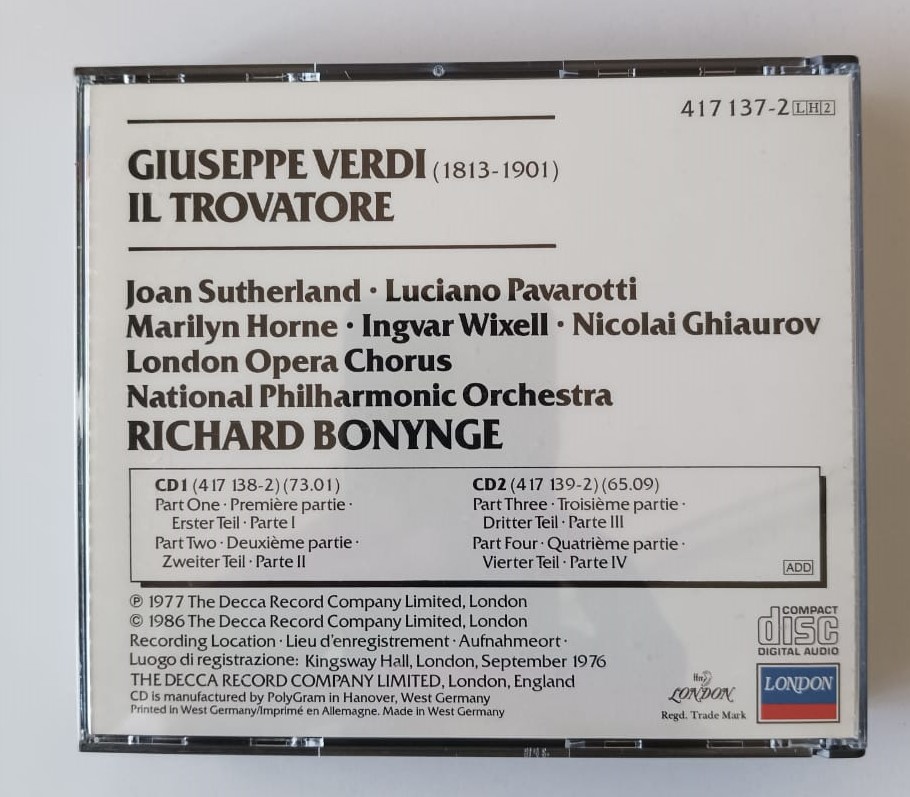 417 137-2 LH2
GIUSEPPE VERDI (1813-1901)
IL TROVATORE
Joan Sutherland · Luciano Pavarotti
Marilyn Horne · Ingvar Wixell · Nicolai Ghiaurov
London Opera Chorus
National Philharmonic Orchestra
RICHARD BONYNGE
CD1 (417 138-2) (73.01)
Part One · Première partie ·
Erster Teil · Parte I
Part Two · Deuxième partie ·
Zweiter Teil · Parte II
CD2 (417 139-2) (65.09)
Part Three · Troisième partie ·
Dritter Teil · Parte III
Part Four · Quatrième partie ·
Vierter Teil · Parte IV
ADD
℗ 1977 The Decca Record Company Limited, London
© 1986 The Decca Record Company Limited, London
Recording Location · Lieu d'enregistrement · Aufnahmeort ·
Luogo di registrazione: Kingsway Hall, London, September 1976
THE DECCA RECORD COMPANY LIMITED, London, England
CD is manufactured by PolyGram in Hanover, West Germany
Printed in West Germany/Imprimé en Allemagne. Made in West Germany
COMPACT
disc
DIGITAL AUDIO
ffrr
LONDON
Regd. Trade Mark
LONDON